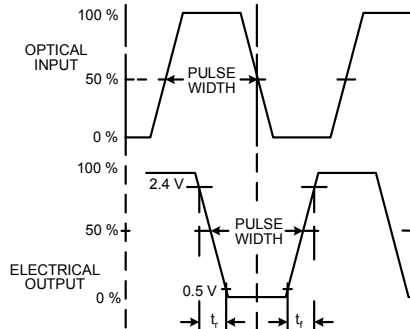 100 %
OPTICAL
INPUT
50 %
PULSE
WIDTH
0 %
100 %
2.4 V
50 %
PULSE
WIDTH
ELECTRICAL
OUTPUT
0.5 V
0 %
tr
tf